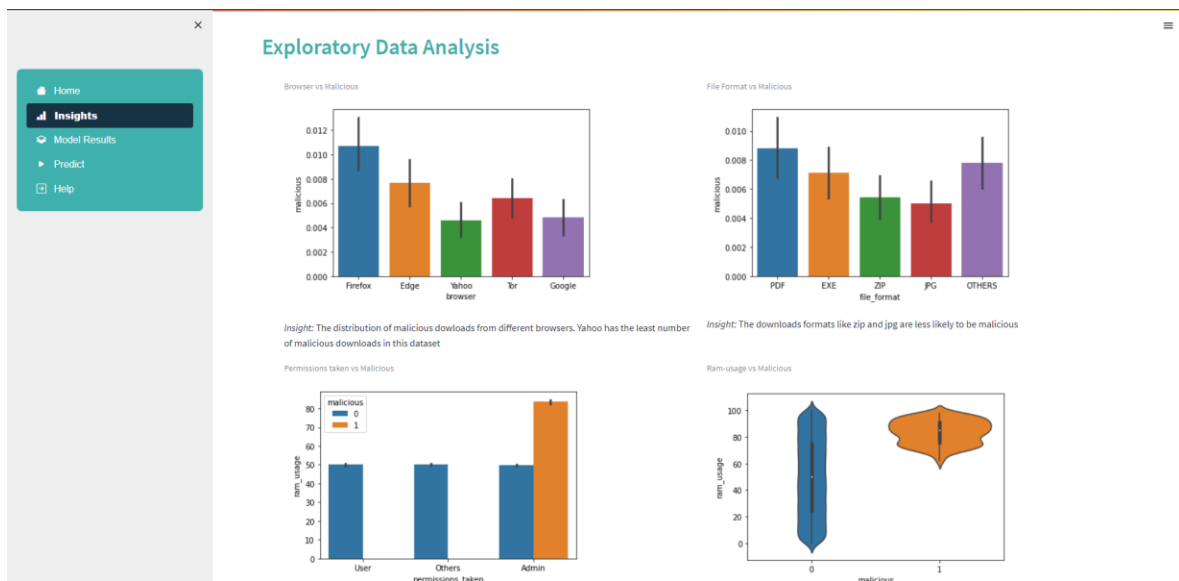 Exploratory Data Analysis
Home
Insights
Model Results
Predict
Help
Browser vs Malicious
0.012
0.010
0.008
0.006
0.004
0.002
0.000
malicious
Firefox Edge Yahoo Tor Google
browser
Insight: The distribution of malicious dowloads from different browsers. Yahoo has the least number
of malicious downloads in this dataset
File Format vs Malicious
0.010
0.008
0.006
0.004
0.002
0.000
malicious
PDF EXE ZIP JPG OTHERS
file_format
Insight: The downloads formats like zip and jpg are less likely to be malicious
Permissions taken vs Malicious
malicious
0
1
80
70
60
50
40
30
20
10
0
ram_usage
User Others Admin
permissions_taken
Ram-usage vs Malicious
100
80
60
40
20
0
ram_usage
0 1
malicious